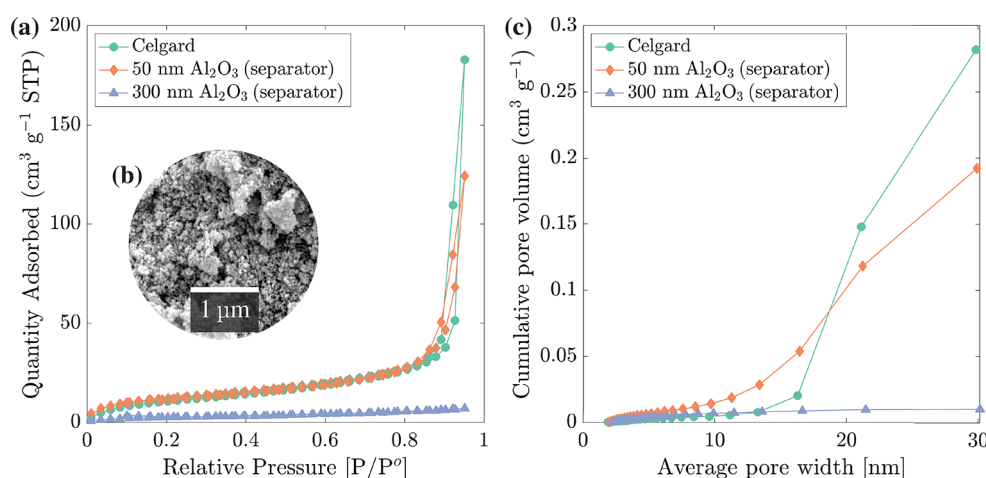 (a)
200
150
100
50
0
Quantity Adsorbed (cm³ g⁻¹ STP)
Celgard
50 nm Al₂O₃ (separator)
300 nm Al₂O₃ (separator)
(b)
1 μm
0 0.2 0.4 0.6 0.8 1
Relative Pressure [P/Pᵒ]
(c)
0.3
0.25
0.2
0.15
0.1
0.05
0
Cumulative pore volume (cm³ g⁻¹)
Celgard
50 nm Al₂O₃ (separator)
300 nm Al₂O₃ (separator)
0 10 20 30
Average pore width [nm]